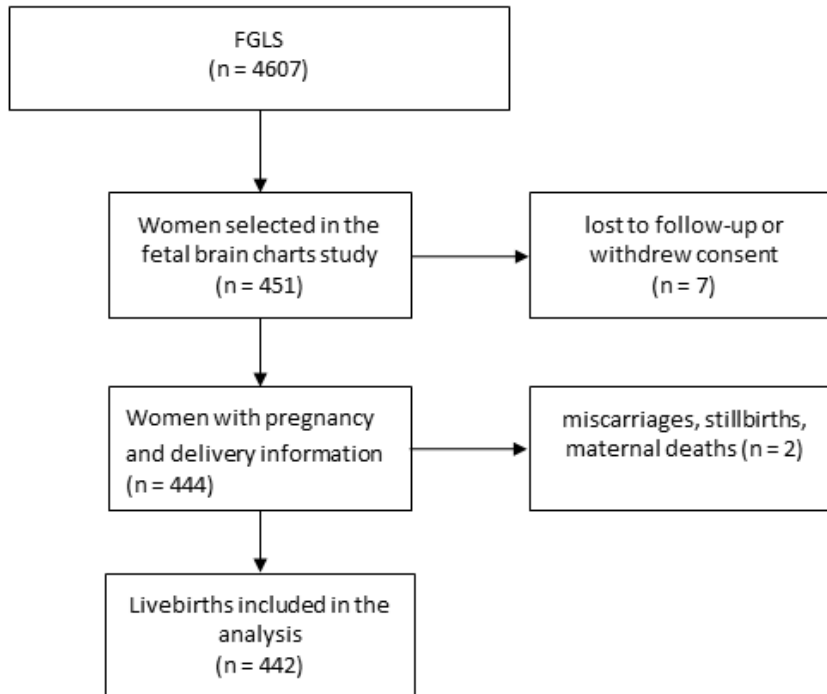 FGLS
(n = 4607)
Women selected in the
fetal brain charts study
(n = 451)
lost to follow-up or
withdrew consent
(n = 7)
Women with pregnancy
and delivery information
(n = 444)
miscarriages, stillbirths,
maternal deaths (n = 2)
Livebirths included in the
analysis
(n = 442)